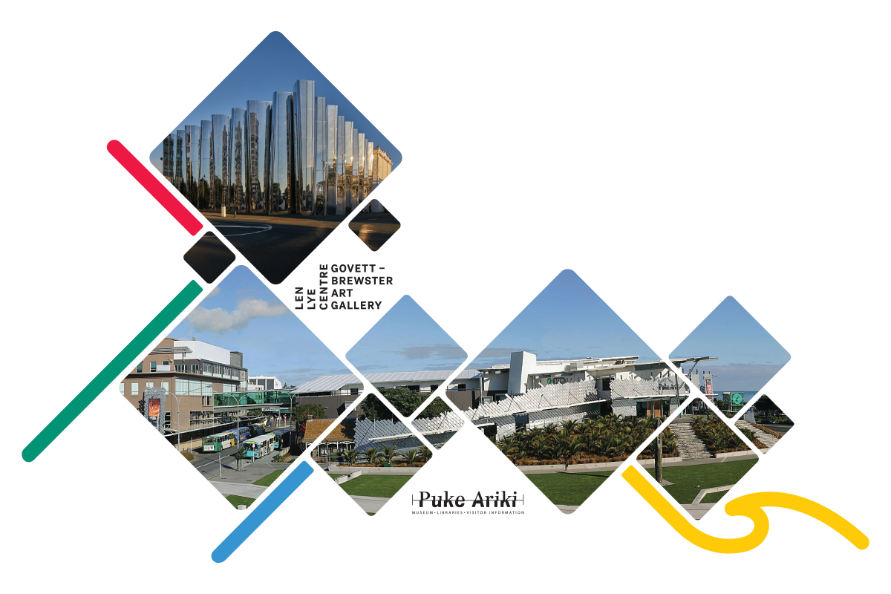 LEN
LYE
CENTRE
GOVETT –
BREWSTER
ART
GALLERY
Puke Ariki
MUSEUM • LIBRARIES • VISITOR INFORMATION